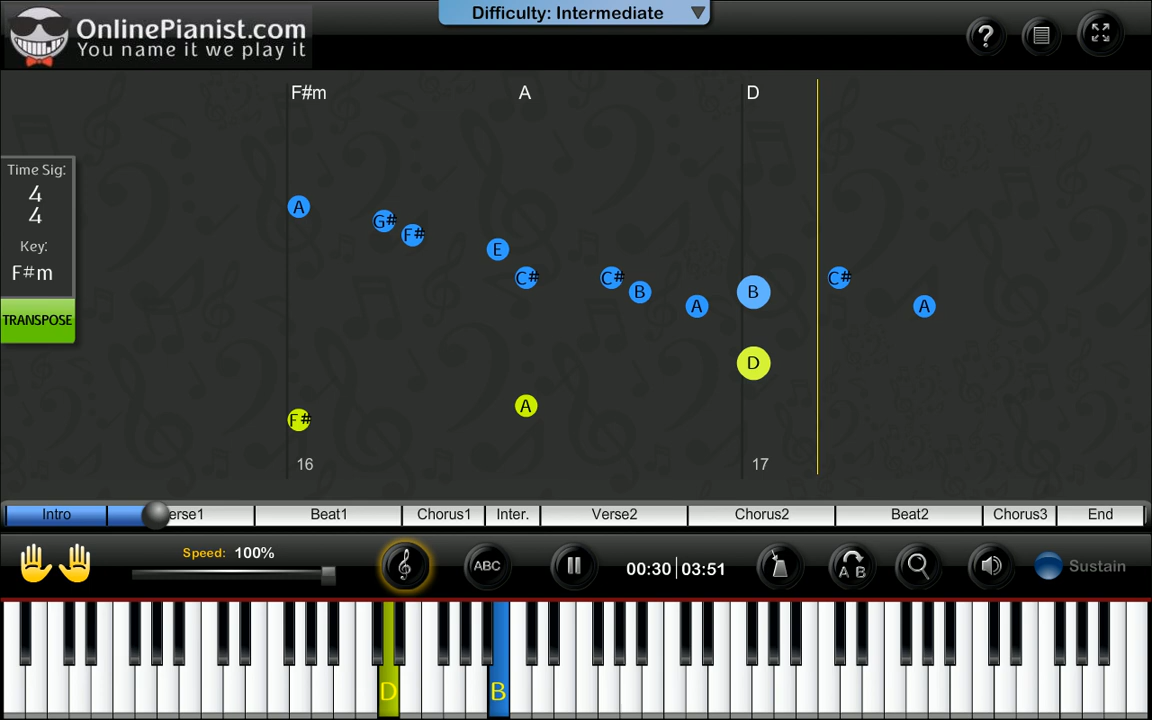 Difficulty: Intermediate
OnlinePianist.com
You name it we play it
?
F#m A D
Time Sig:
4
4
Key:
F#m
TRANSPOSE
A
G#
F#
E
C# C# C#
B B
A A
D
A
F#
16 17
Intro erse1 Beat1 Chorus1 Inter. Verse2 Chorus2 Beat2 Chorus3 End
Speed: 100%
ABC
00:30 03:51
A B
Sustain
D B